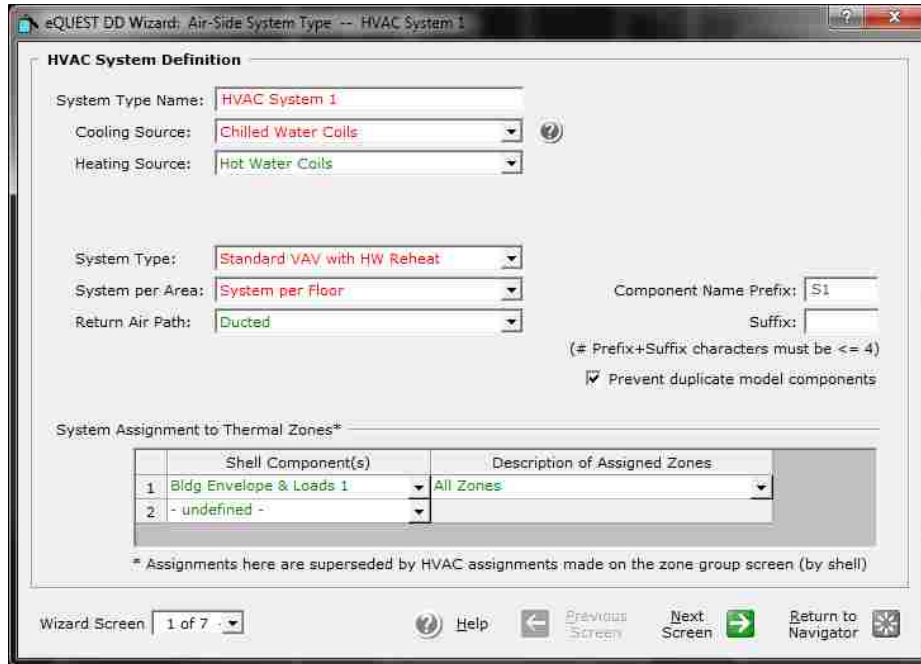 eQUEST DD Wizard: Air-Side System Type -- HVAC System 1
HVAC System Definition
System Type Name: HVAC System 1
Cooling Source: Chilled Water Coils
Heating Source: Hot Water Coils
System Type: Standard VAV with HW Reheat
System per Area: System per Floor
Component Name Prefix: S1
Return Air Path: Ducted
Suffix:
(# Prefix+Suffix characters must be <= 4)
Prevent duplicate model components
System Assignment to Thermal Zones*
Shell Component(s) Description of Assigned Zones
1 Bldg Envelope & Loads 1 All Zones
2 - undefined -
* Assignments here are superseded by HVAC assignments made on the zone group screen (by shell)
Wizard Screen 1 of 7
Help
Previous Screen
Next Screen
Return to Navigator